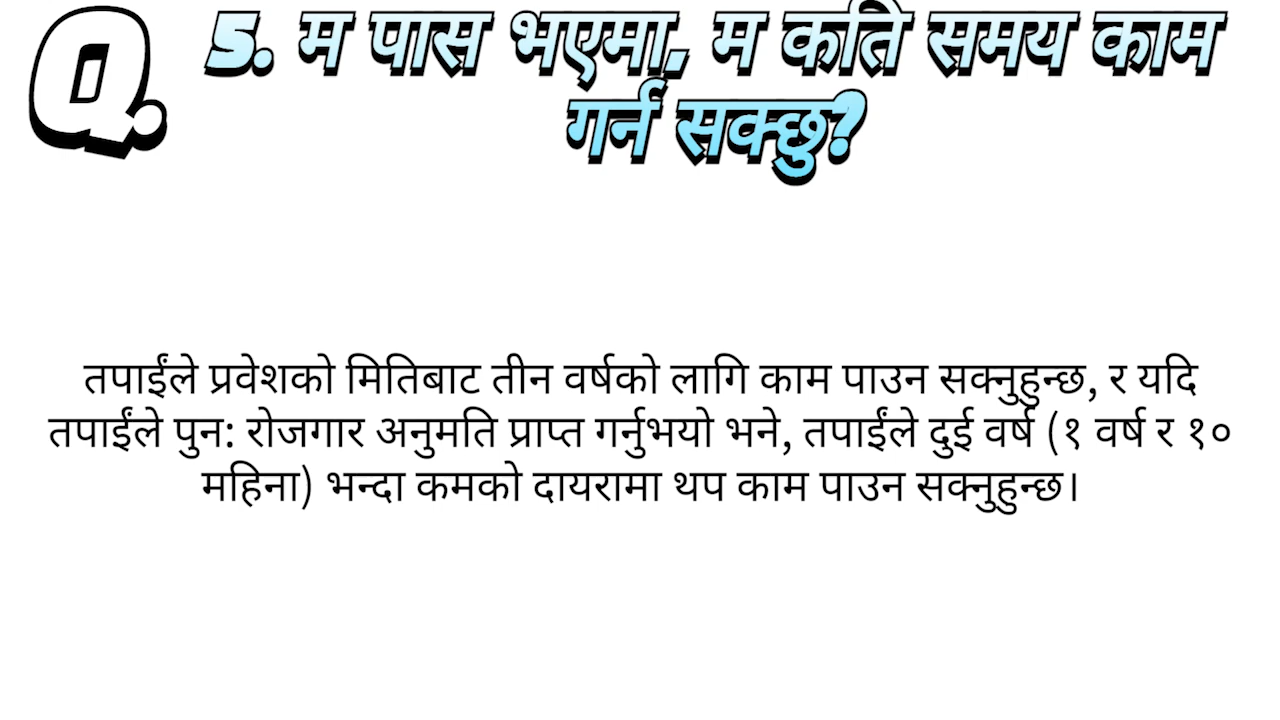 Q. 5. म पास भएमा, म कति समय काम
गर्न सक्छु?
तपाईंले प्रवेशको मितिबाट तीन वर्षको लागि काम पाउन सक्नुहुन्छ, र यदि
तपाईंले पुन: रोजगार अनुमति प्राप्त गर्नुभयो भने, तपाईंले दुई वर्ष (१ वर्ष र १०
महिना) भन्दा कमको दायरामा थप काम पाउन सक्नुहुन्छ।